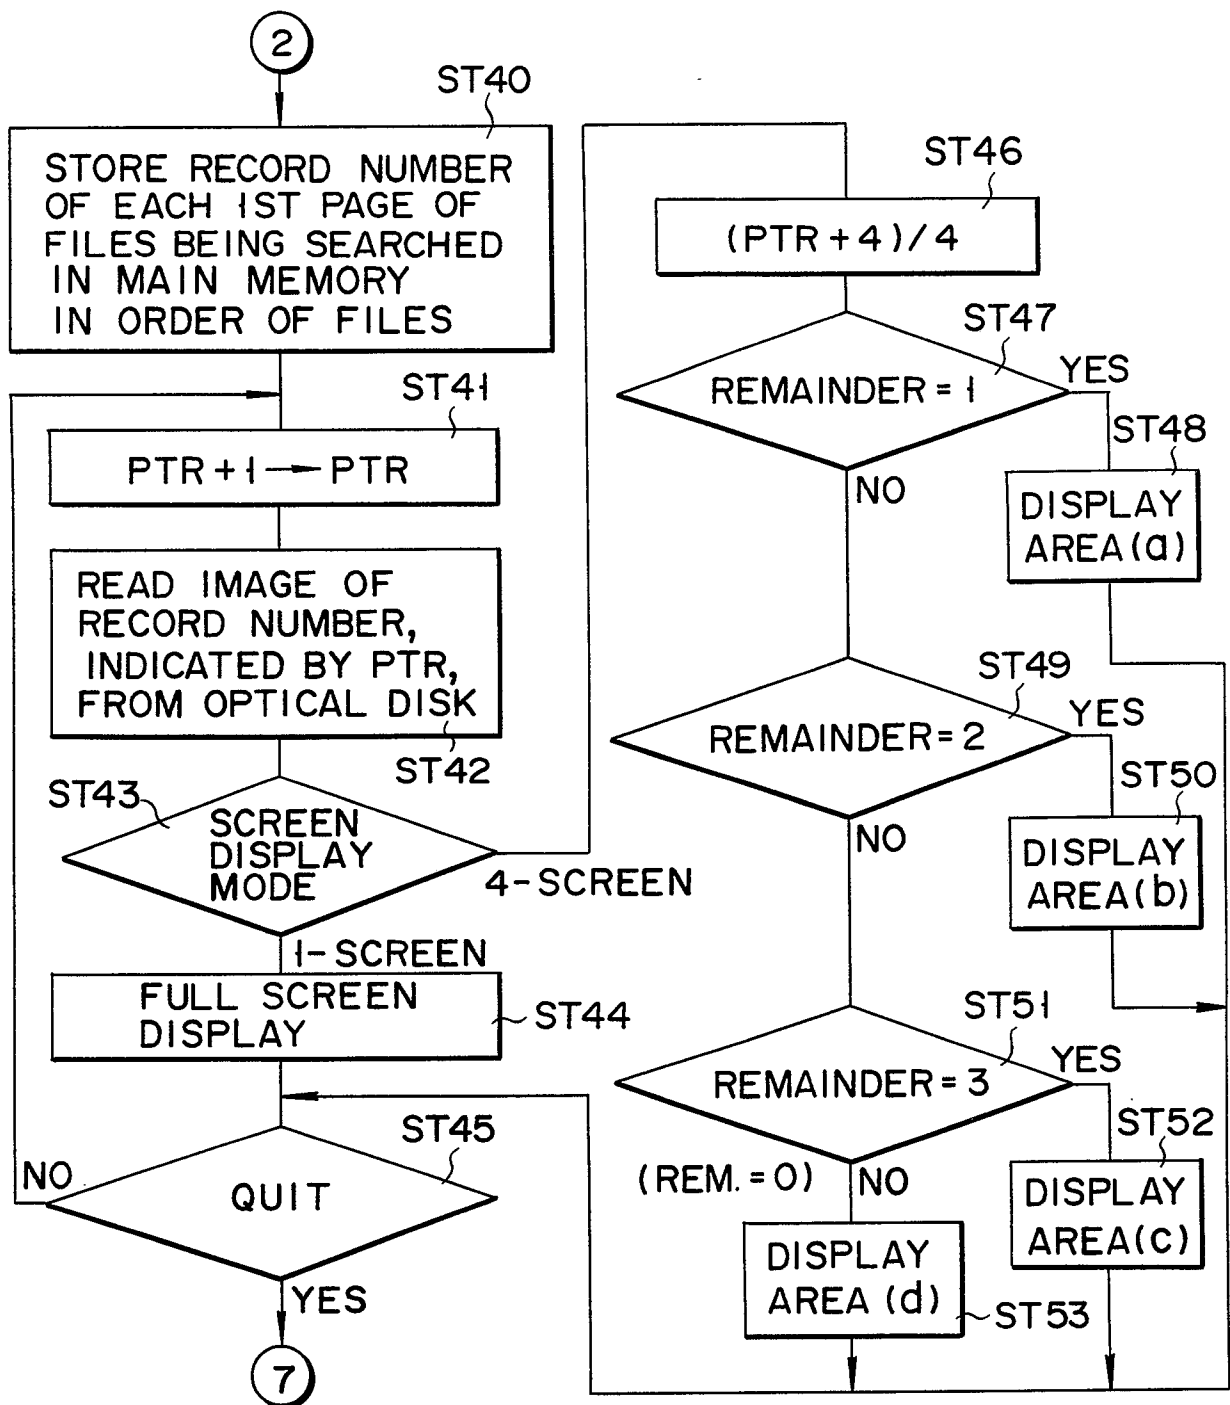 2
ST40
STORE RECORD NUMBER
OF EACH 1ST PAGE OF
FILES BEING SEARCHED
IN MAIN MEMORY
IN ORDER OF FILES
ST41
PTR + 1 → PTR
READ IMAGE OF
RECORD NUMBER,
INDICATED BY PTR,
FROM OPTICAL DISK
ST42
ST43
SCREEN
DISPLAY
MODE
4-SCREEN
1-SCREEN
FULL SCREEN
DISPLAY
ST44
ST45
QUIT
NO
YES
7
ST46
(PTR + 4) / 4
ST47
REMAINDER = 1
YES
NO
ST48
DISPLAY
AREA (a)
ST49
REMAINDER = 2
YES
NO
ST50
DISPLAY
AREA (b)
ST51
REMAINDER = 3
YES
(REM. = 0) NO
ST52
DISPLAY
AREA (c)
DISPLAY
AREA (d)
ST53